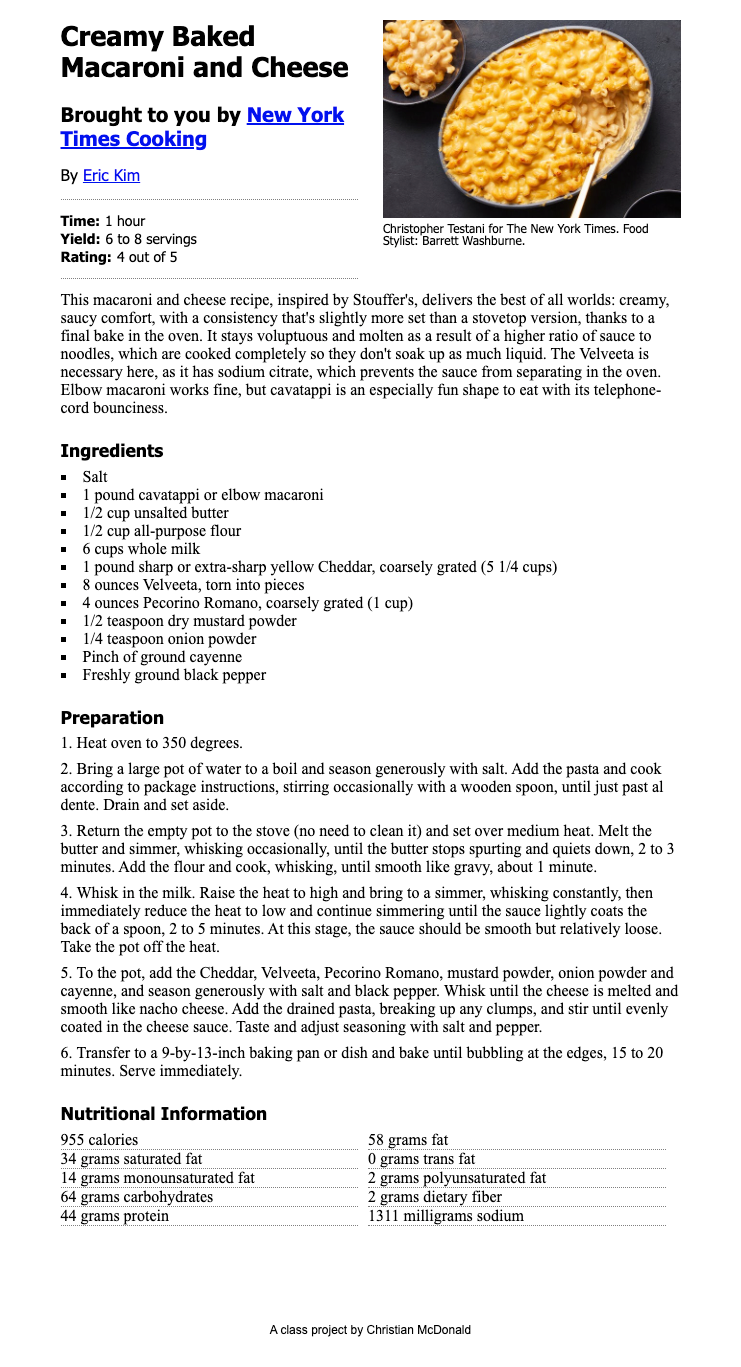 Creamy Baked
Macaroni and Cheese
Brought to you by New York
Times Cooking
By Eric Kim
Time: 1 hour
Yield: 6 to 8 servings
Rating: 4 out of 5
Christopher Testani for The New York Times. Food
Stylist: Barrett Washburne.
This macaroni and cheese recipe, inspired by Stouffer's, delivers the best of all worlds: creamy,
saucy comfort, with a consistency that's slightly more set than a stovetop version, thanks to a
final bake in the oven. It stays voluptuous and molten as a result of a higher ratio of sauce to
noodles, which are cooked completely so they don't soak up as much liquid. The Velveeta is
necessary here, as it has sodium citrate, which prevents the sauce from separating in the oven.
Elbow macaroni works fine, but cavatappi is an especially fun shape to eat with its telephone-
cord bounciness.
Ingredients
▪ Salt
▪ 1 pound cavatappi or elbow macaroni
▪ 1/2 cup unsalted butter
▪ 1/2 cup all-purpose flour
▪ 6 cups whole milk
▪ 1 pound sharp or extra-sharp yellow Cheddar, coarsely grated (5 1/4 cups)
▪ 8 ounces Velveeta, torn into pieces
▪ 4 ounces Pecorino Romano, coarsely grated (1 cup)
▪ 1/2 teaspoon dry mustard powder
▪ 1/4 teaspoon onion powder
▪ Pinch of ground cayenne
▪ Freshly ground black pepper
Preparation
1. Heat oven to 350 degrees.
2. Bring a large pot of water to a boil and season generously with salt. Add the pasta and cook
according to package instructions, stirring occasionally with a wooden spoon, until just past al
dente. Drain and set aside.
3. Return the empty pot to the stove (no need to clean it) and set over medium heat. Melt the
butter and simmer, whisking occasionally, until the butter stops spurting and quiets down, 2 to 3
minutes. Add the flour and cook, whisking, until smooth like gravy, about 1 minute.
4. Whisk in the milk. Raise the heat to high and bring to a simmer, whisking constantly, then
immediately reduce the heat to low and continue simmering until the sauce lightly coats the
back of a spoon, 2 to 5 minutes. At this stage, the sauce should be smooth but relatively loose.
Take the pot off the heat.
5. To the pot, add the Cheddar, Velveeta, Pecorino Romano, mustard powder, onion powder and
cayenne, and season generously with salt and black pepper. Whisk until the cheese is melted and
smooth like nacho cheese. Add the drained pasta, breaking up any clumps, and stir until evenly
coated in the cheese sauce. Taste and adjust seasoning with salt and pepper.
6. Transfer to a 9-by-13-inch baking pan or dish and bake until bubbling at the edges, 15 to 20
minutes. Serve immediately.
Nutritional Information
955 calories
58 grams fat
34 grams saturated fat
0 grams trans fat
14 grams monounsaturated fat
2 grams polyunsaturated fat
64 grams carbohydrates
2 grams dietary fiber
44 grams protein
1311 milligrams sodium
A class project by Christian McDonald